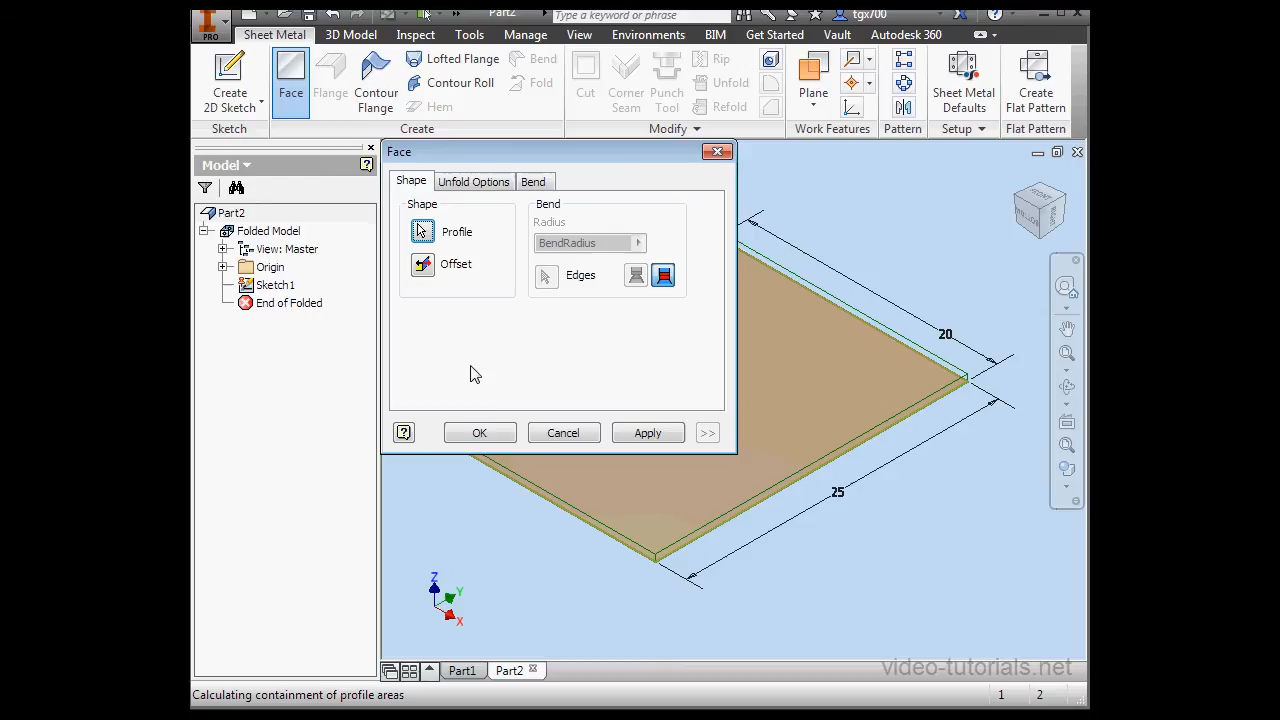 PRO
Part2
Type a keyword or phrase
tgx700
Sheet Metal 3D Model Inspect Tools Manage View Environments BIM Get Started Vault Autodesk 360
Create
2D Sketch
Face
Flange
Contour
Flange
Lofted Flange
Contour Roll
Hem
Bend
Fold
Cut
Corner
Seam
Punch
Tool
Rip
Unfold
Refold
Plane
Sheet Metal
Defaults
Create
Flat Pattern
Sketch Create Modify Work Features Pattern Setup Flat Pattern
Model
Part2
Folded Model
View: Master
Origin
Sketch1
End of Folded
Face
Shape Unfold Options Bend
Shape
Profile
Offset
Bend
Radius
BendRadius
Edges
OK Cancel Apply >>
FRONT
BOTTOM
20
25
Z
Y
X
Part1 Part2
video-tutorials.net
Calculating containment of profile areas 1 2